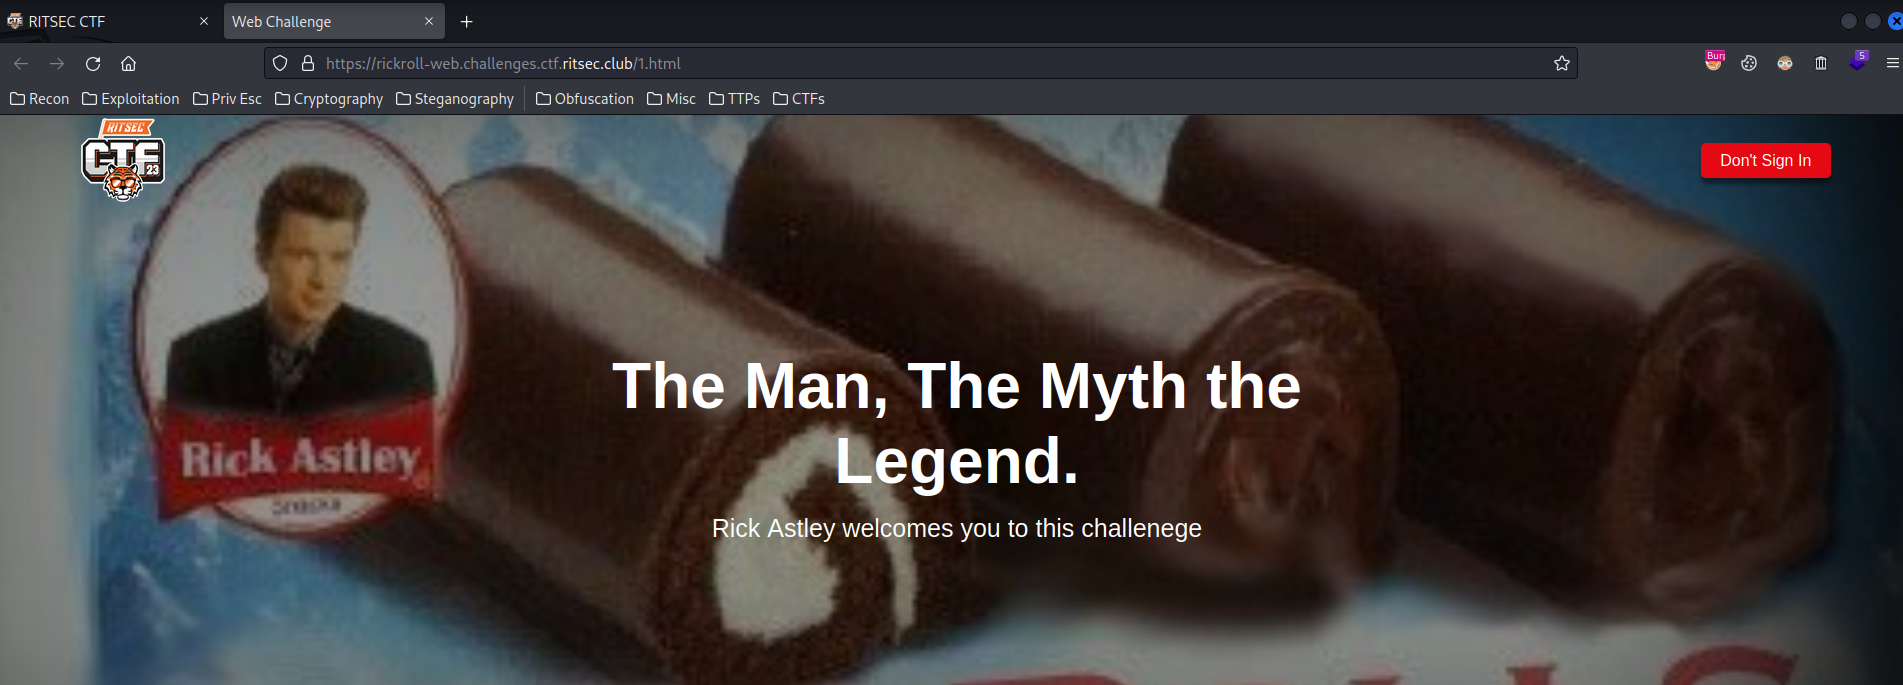 RITSEC CTF
Web Challenge
https://rickroll-web.challenges.ctf.ritsec.club/1.html
Bur
5
Recon
Exploitation
Priv Esc
Cryptography
Steganography
Obfuscation
Misc
TTPs
CTFs
RITSEC
CTF
23
Don't Sign In
Rick Astley
The Man, The Myth the
Legend.
Rick Astley welcomes you to this challenege